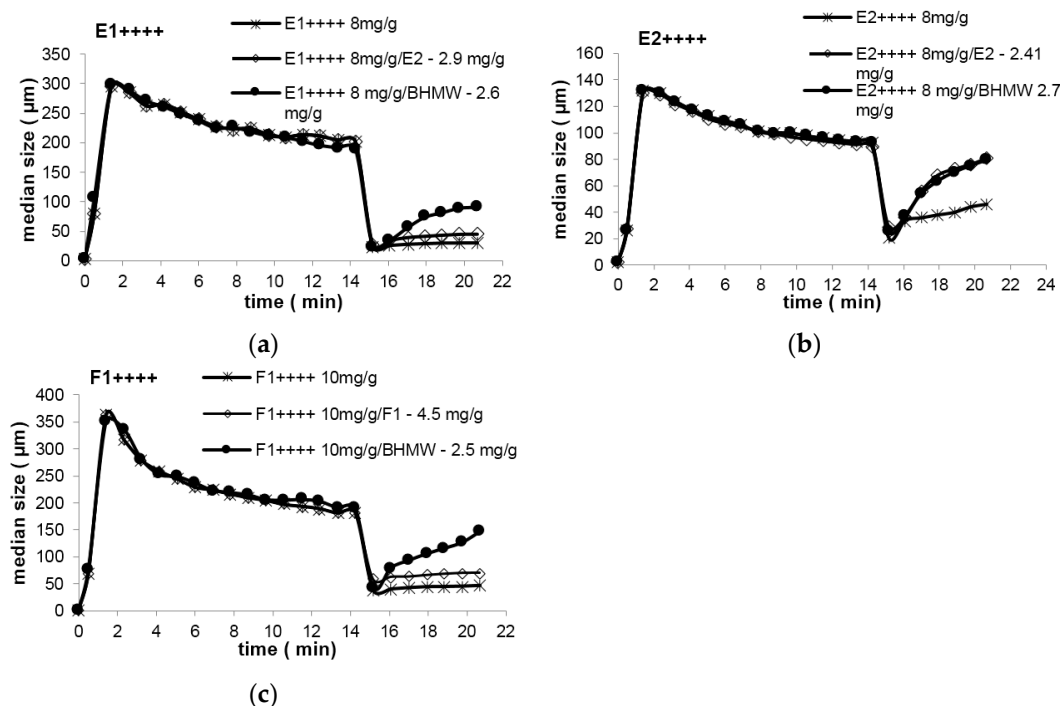 E1++++
E1++++ 8mg/g
E1++++ 8mg/g/E2 - 2.9 mg/g
E1++++ 8 mg/g/BHMW - 2.6
mg/g
median size ( µm)
350
300
250
200
150
100
50
0
0 2 4 6 8 10 12 14 16 18 20 22
time ( min)
(a)
E2++++
E2++++ 8mg/g
E2++++ 8mg/g/E2 - 2.41
mg/g
E2++++ 8 mg/g/BHMW 2.7
mg/g
median size ( µm)
160
140
120
100
80
60
40
20
0
0 2 4 6 8 10 12 14 16 18 20 22 24
time ( min)
(b)
F1++++
F1++++ 10mg/g
F1++++ 10mg/g/F1 - 4.5 mg/g
F1++++ 10mg/g/BHMW - 2.5 mg/g
median size ( µm)
400
350
300
250
200
150
100
50
0
0 2 4 6 8 10 12 14 16 18 20 22
time ( min)
(c)